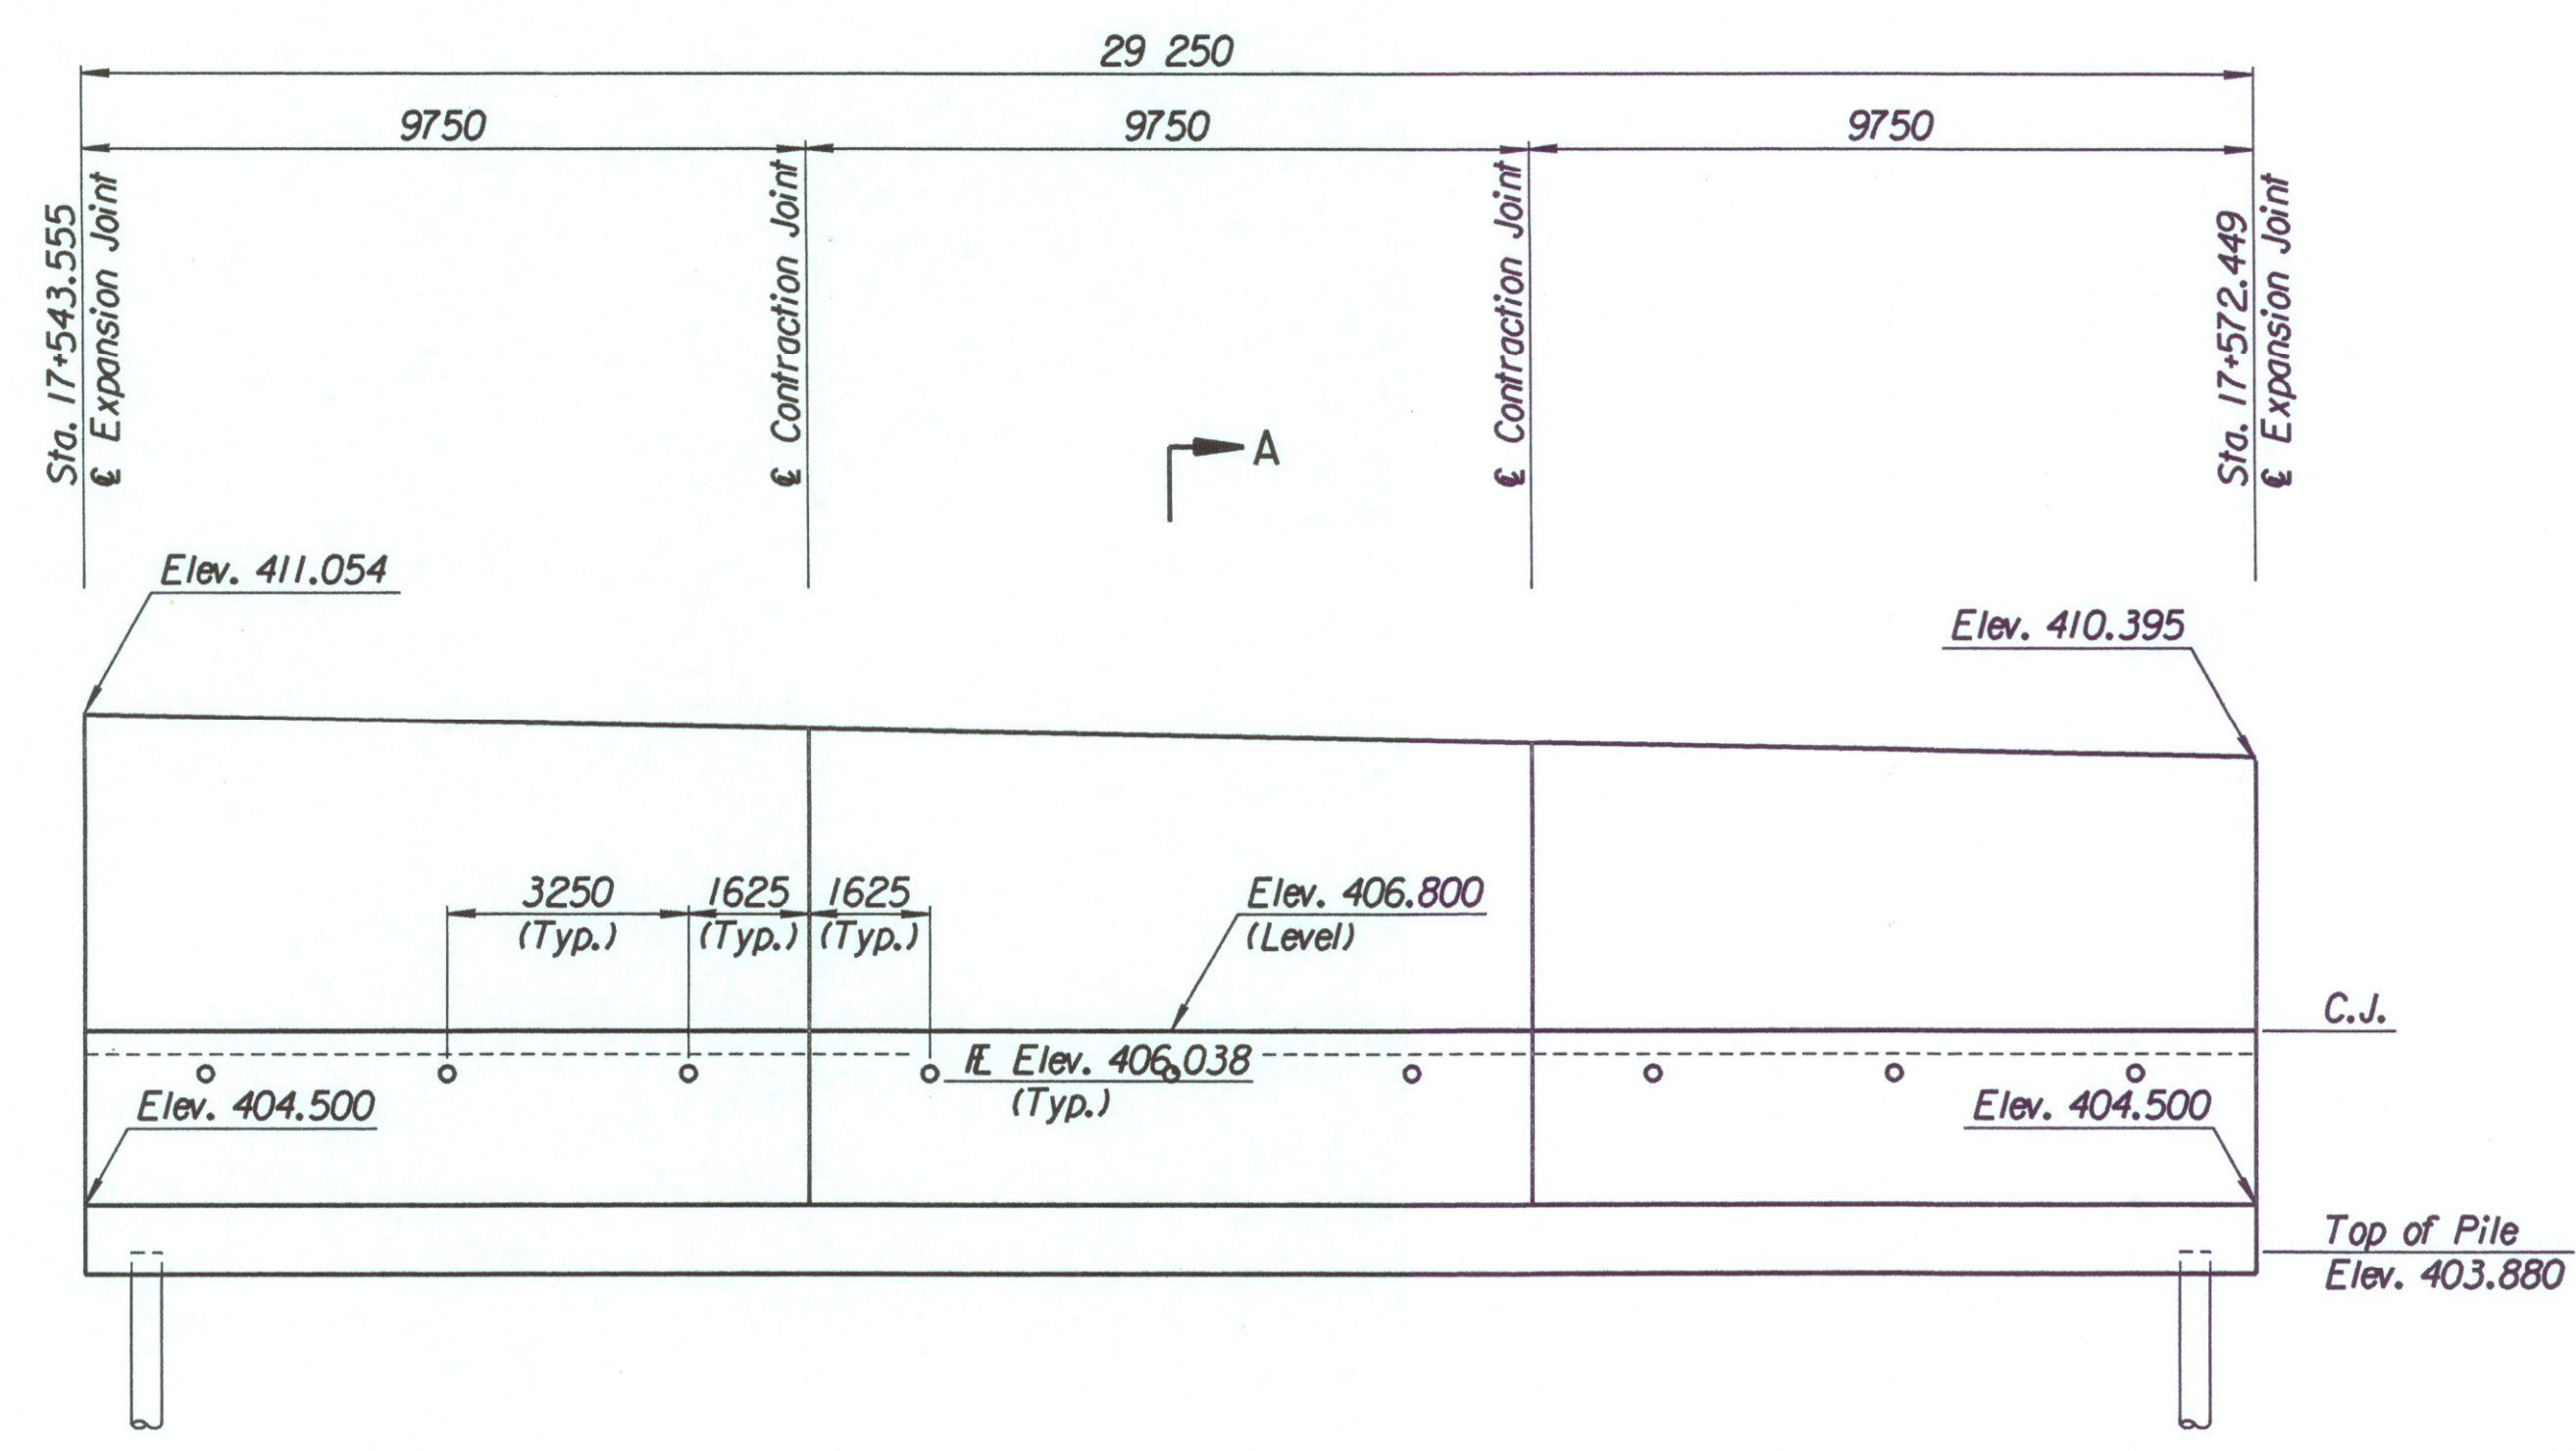 29 250
9750
9750
9750
Sta. 17+543.555
℄ Expansion Joint
℄ Contraction Joint
℄ Contraction Joint
Sta. 17+572.449
℄ Expansion Joint
A
Elev. 411.054
Elev. 410.395
3250
(Typ.)
1625
(Typ.)
1625
(Typ.)
Elev. 406.800
(Level)
C.J.
FE Elev. 406.038
(Typ.)
Elev. 404.500
Elev. 404.500
Top of Pile
Elev. 403.880